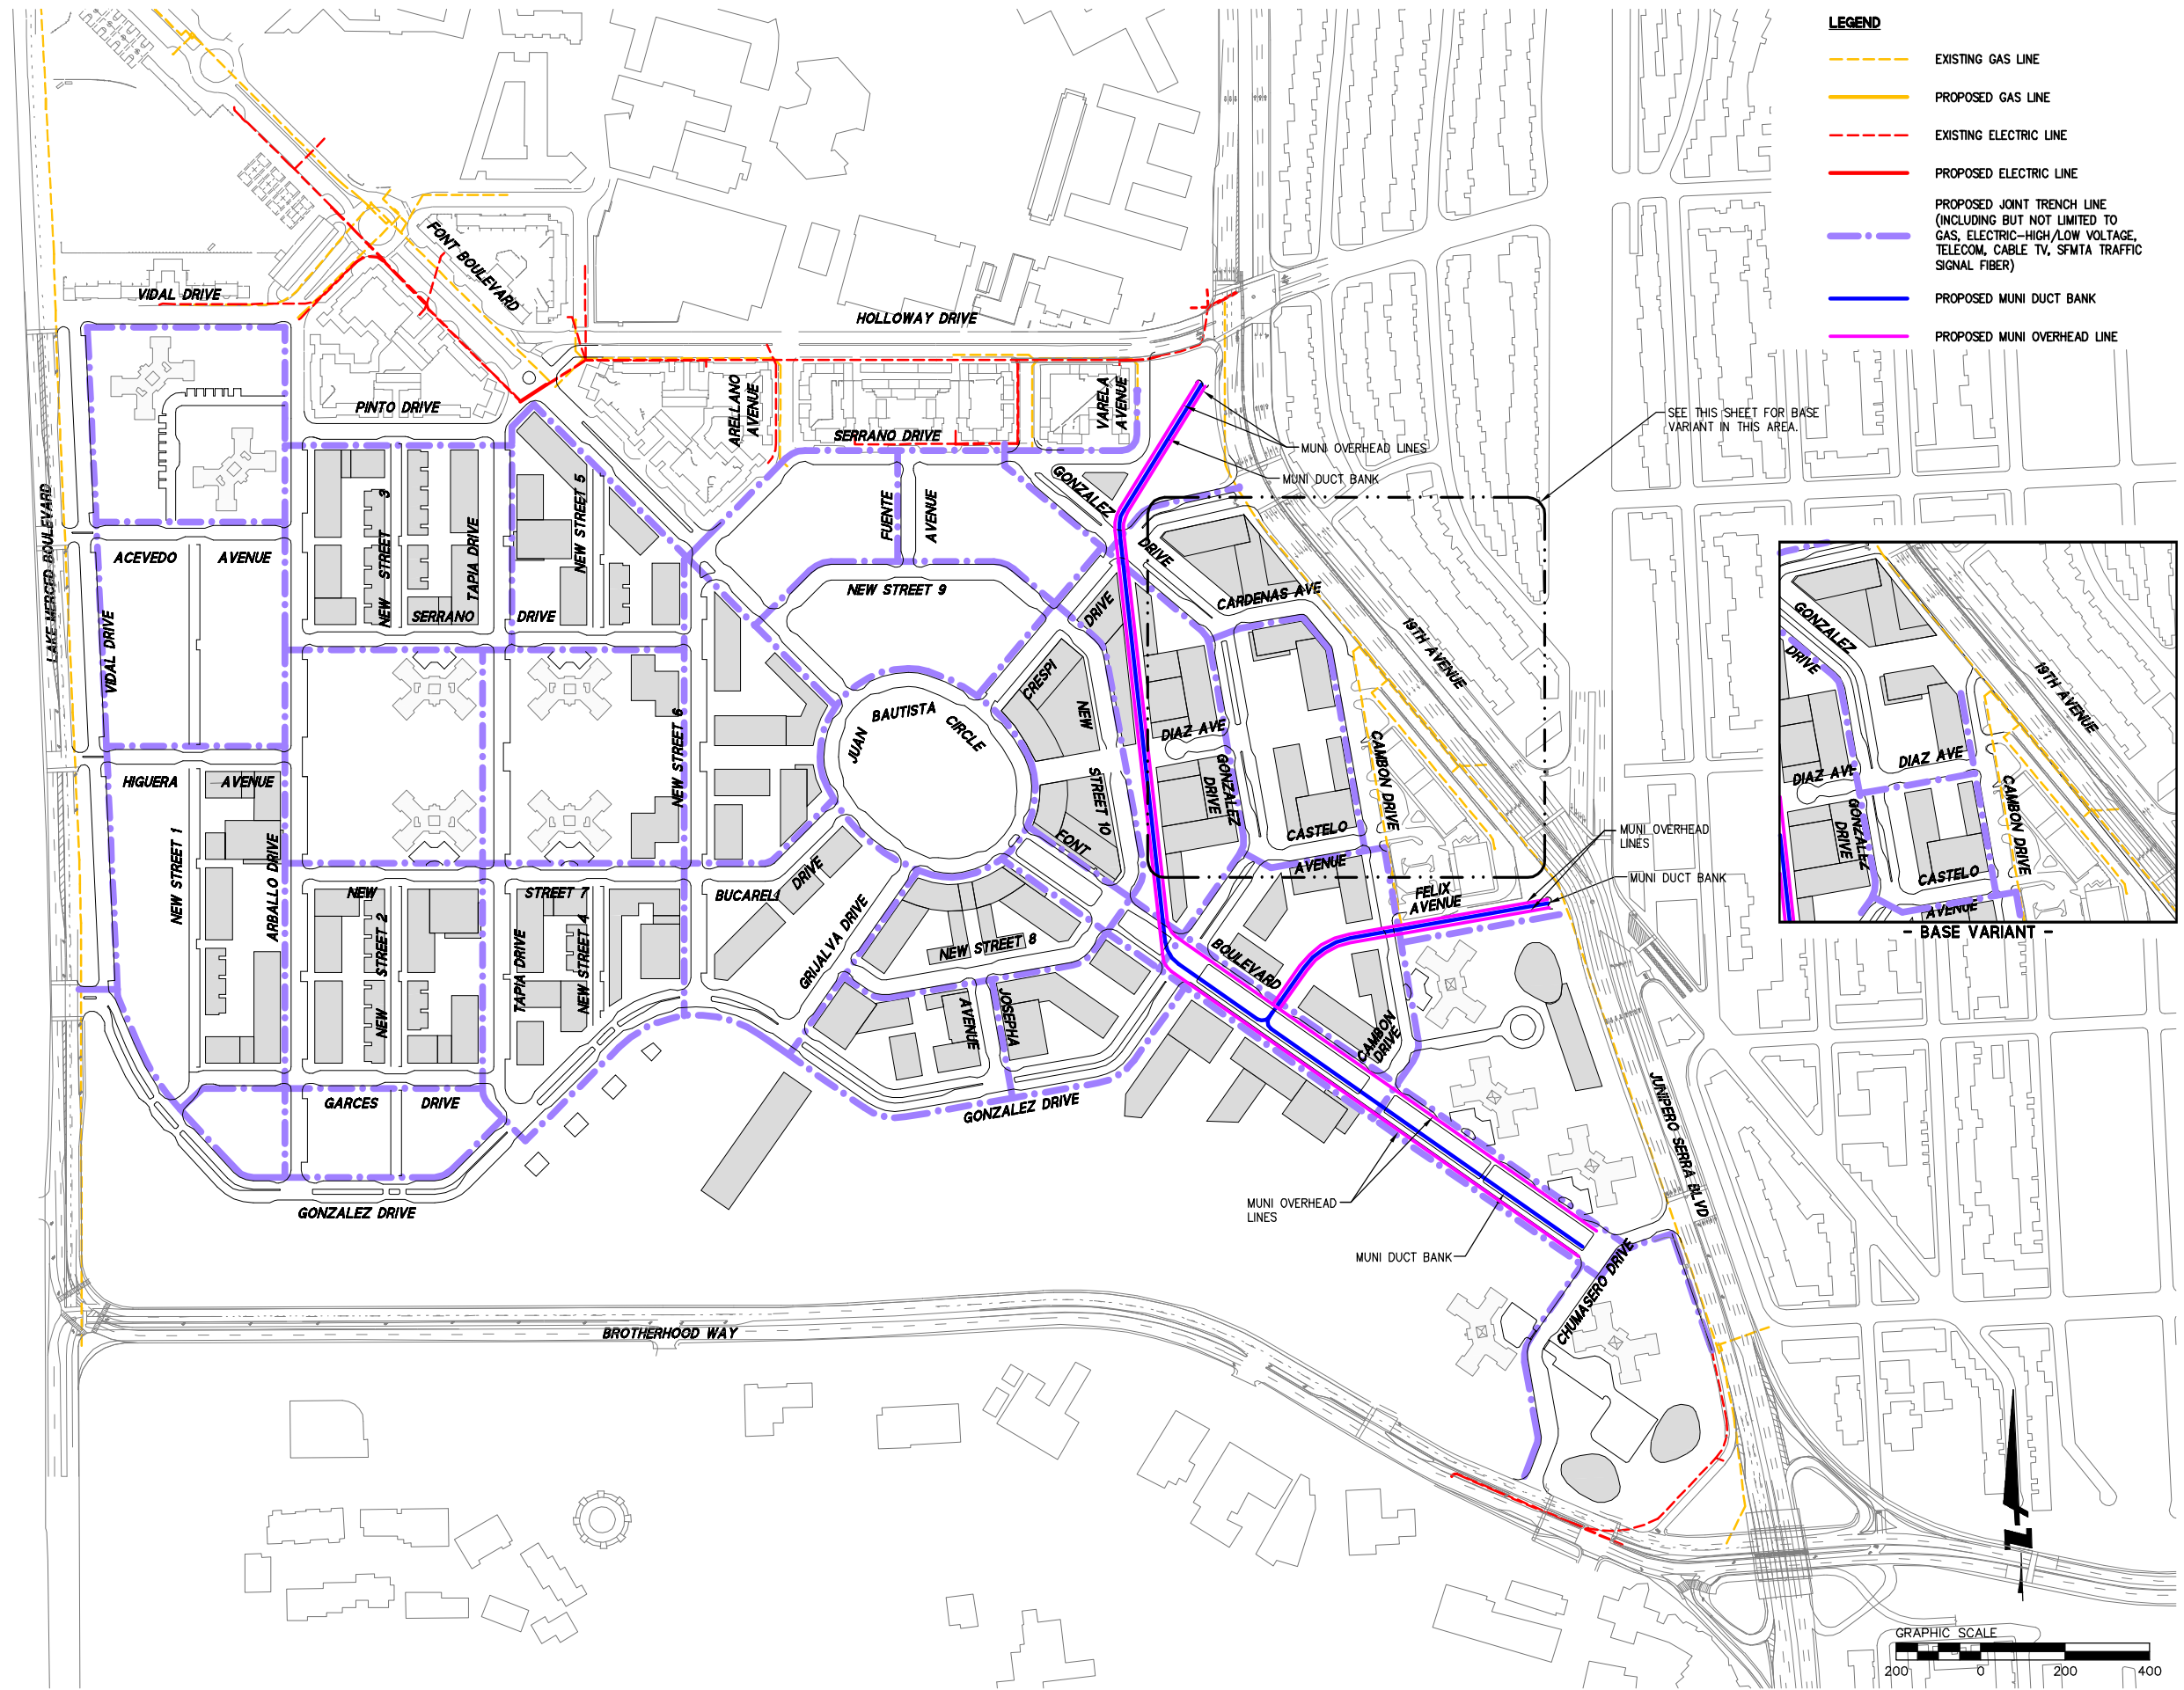 LEGEND
EXISTING GAS LINE
PROPOSED GAS LINE
EXISTING ELECTRIC LINE
PROPOSED ELECTRIC LINE
PROPOSED JOINT TRENCH LINE
(INCLUDING BUT NOT LIMITED TO
GAS, ELECTRIC-HIGH/LOW VOLTAGE,
TELECOM, CABLE TV, SFMTA TRAFFIC
SIGNAL FIBER)
PROPOSED MUNI DUCT BANK
PROPOSED MUNI OVERHEAD LINE
FONT BOULEVARD
VIDAL DRIVE
HOLLOWAY DRIVE
PINTO DRIVE
ARELLANO
AVENUE
SERRANO DRIVE
VARELA
AVENUE
SEE THIS SHEET FOR BASE
VARIANT IN THIS AREA.
MUNI OVERHEAD LINES
MUNI DUCT BANK
GONZALEZ
DRIVE
LAKE MERCED BOULEVARD
NEW STREET 3
TAPIA DRIVE
NEW STREET 5
FUENTE
AVENUE
ACEVEDO AVENUE
VIDAL DRIVE
SERRANO DRIVE
NEW STREET 9
CARDENAS AVE
19TH AVENUE
CRESPI
DRIVE
NEW
STREET 10
JUAN
BAUTISTA
CIRCLE
NEW STREET 6
DIAZ AVE
GONZALEZ
DRIVE
CAMBON DRIVE
CASTELO
AVENUE
HIGUERA AVENUE
NEW STREET 1
ARBALLO DRIVE
NEW STREET 7
NEW STREET 2
TAPIA DRIVE
NEW STREET 4
BUCARELI DRIVE
GRIJALVA DRIVE
NEW STREET 8
FONT
BOULEVARD
FELIX
AVENUE
MUNI OVERHEAD
LINES
MUNI DUCT BANK
AVENUE
JOSEPHA
CAMBON
DRIVE
GONZALEZ DRIVE
GARCES DRIVE
GONZALEZ DRIVE
JUNIPERO SERRA BLVD
MUNI OVERHEAD
LINES
MUNI DUCT BANK
CHUMASERO DRIVE
BROTHERHOOD WAY
GONZALEZ
DRIVE
19TH AVENUE
DIAZ AVE
DIAZ AVE
GONZALEZ
DRIVE
CAMBON DRIVE
CASTELO
AVENUE
- BASE VARIANT -
GRAPHIC SCALE
200 0 200 400